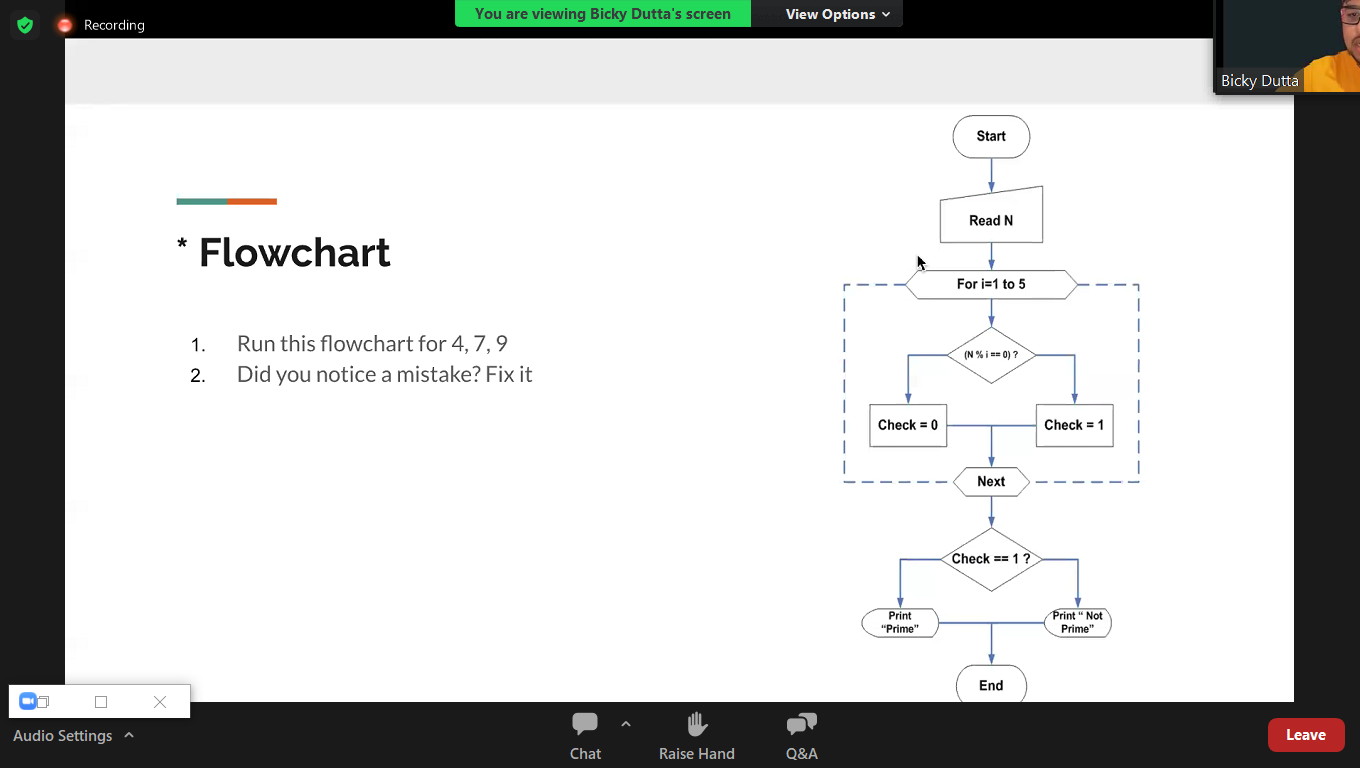 Recording
You are viewing Bicky Dutta's screen
View Options
Bicky Dutta
* Flowchart
1. Run this flowchart for 4, 7, 9
2. Did you notice a mistake? Fix it
Start
Read N
For i=1 to 5
(N % i == 0) ?
Check = 0
Check = 1
Next
Check == 1 ?
Print
“Prime”
Print “ Not
Prime”
End
Audio Settings
Chat
Raise Hand
Q&A
Leave